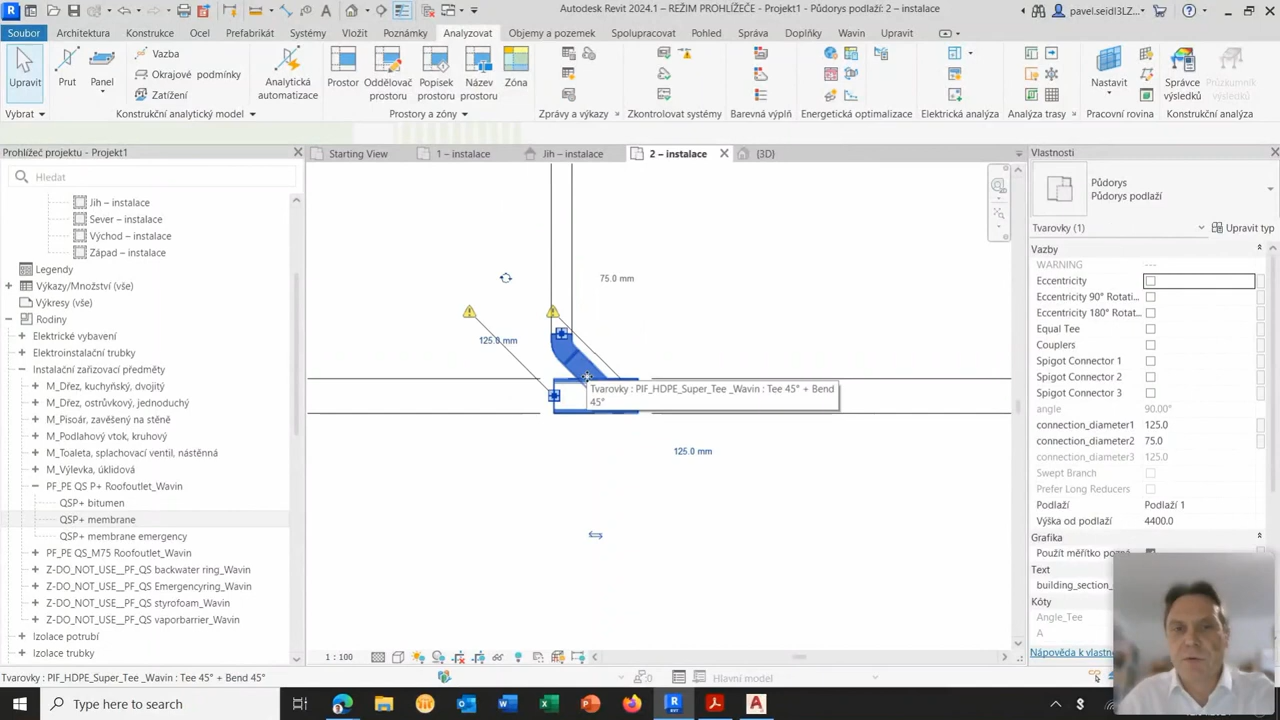 Autodesk Revit 2024.1 - REŽIM PROHLÍŽEČE - Projekt1 - Půdorys podlaží: 2 – instalace
pavel.seidl3LZ...
Soubor Architektura Konstrukce Ocel Prefabrikát Systémy Vložit Poznámky Analyzovat Objemy a pozemek Spolupracovat Pohled Správa Doplňky Wavin Upravit
Upravit
Prut
Panel
Vazba
Okrajové podmínky
Zatížení
Analytická automatizace
Prostor
Oddělovač prostoru
Popisek prostoru
Název prostoru
Zóna
Nastavit
Správce výsledků
Průzkumník výsledků
Vybrat Konstrukční analytický model Prostory a zóny Zprávy a výkazy Zkontrolovat systémy Barevná výplň Energetická optimalizace Elektrická analýza Analýza trasy Pracovní rovina Konstrukční analýza
Prohlížeč projektu - Projekt1
Starting View
1 – instalace
Jih – instalace
2 – instalace
(3D)
Vlastnosti
Hledat
Jih – instalace
Sever – instalace
Východ – instalace
Západ – instalace
Legendy
Výkazy/Množství (vše)
Výkresy (vše)
Rodiny
Elektrické vybavení
Elektroinstalační trubky
Instalační zařizovací předměty
M_Dřez, kuchyňský, dvojitý
M_Dřez, ostrůvkový, jednoduchý
M_Pisoár, zavěšený na stěně
M_Podlahový vtok, kruhový
M_Toaleta, splachovací ventil, nástěnná
M_Výlevka, úklidová
PF_PE QS P+ Roofoutlet_Wavin
QSP+ bitumen
QSP+ membrane
QSP+ membrane emergency
PF_PE QS_M75 Roofoutlet_Wavin
Z-DO_NOT_USE__PF_QS backwater ring_Wavin
Z-DO_NOT_USE__PF_QS Emergencyring_Wavin
Z-DO_NOT_USE__PF_QS styrofoam_Wavin
Z-DO_NOT_USE__PF_QS vaporbarrier_Wavin
Izolace potrubí
Izolace trubky
75.0 mm
125.0 mm
Tvarovky : PIF_HDPE_Super_Tee _Wavin : Tee 45° + Bend
45°
125.0 mm
Půdorys
Půdorys podlaží
Tvarovky (1)
Upravit typ
Vazby
WARNING ---
Eccentricity
Eccentricity 90° Rotati...
Eccentricity 180° Rotati...
Equal Tee
Couplers
Spigot Connector 1
Spigot Connector 2
Spigot Connector 3
angle 90.00°
connection_diameter1 125.0
connection_diameter2 75.0
connection_diameter3 125.0
Swept Branch
Prefer Long Reducers
Podlaží Podlaží 1
Výška od podlaží 4400.0
Grafika
Použít měřítko
Text
building_section
Kóty
Angle_Tee
A
Nápověda k vlastn
1 : 100
Tvarovky : PIF_HDPE_Super_Tee _Wavin : Tee 45° + Bend 45°
:0
Hlavní model
Type here to search